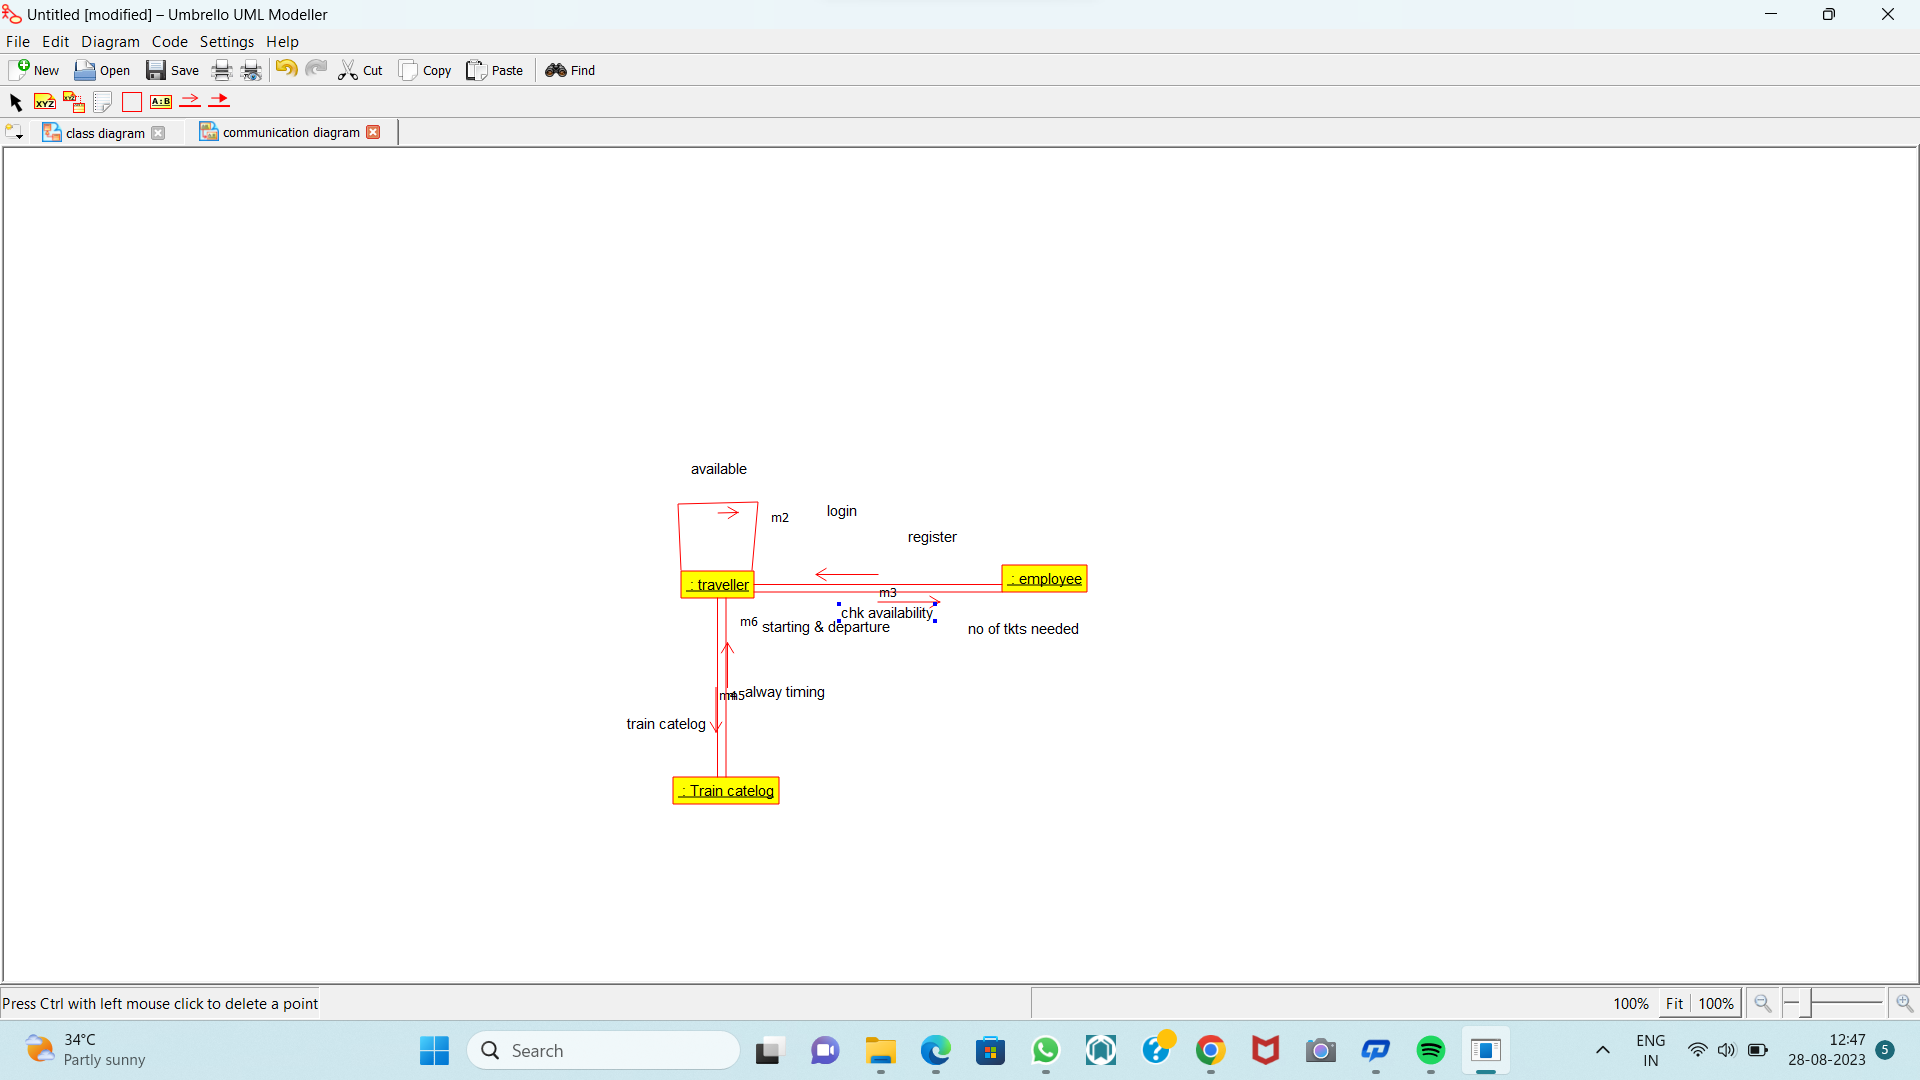 Untitled [modified] – Umbrello UML Modeller
File Edit Diagram Code Settings Help
New Open Save Cut Copy Paste Find
XYZ XYZ A:B
class diagram communication diagram
available
m2 login
register
: traveller : employee
m3
chk availability
m6 starting & departure no of tkts needed
m5 alway timing
train catelog
: Train catelog
Press Ctrl with left mouse click to delete a point 100% Fit 100%
34°C
Partly sunny
Search
ENG
IN
12:47
28-08-2023
5